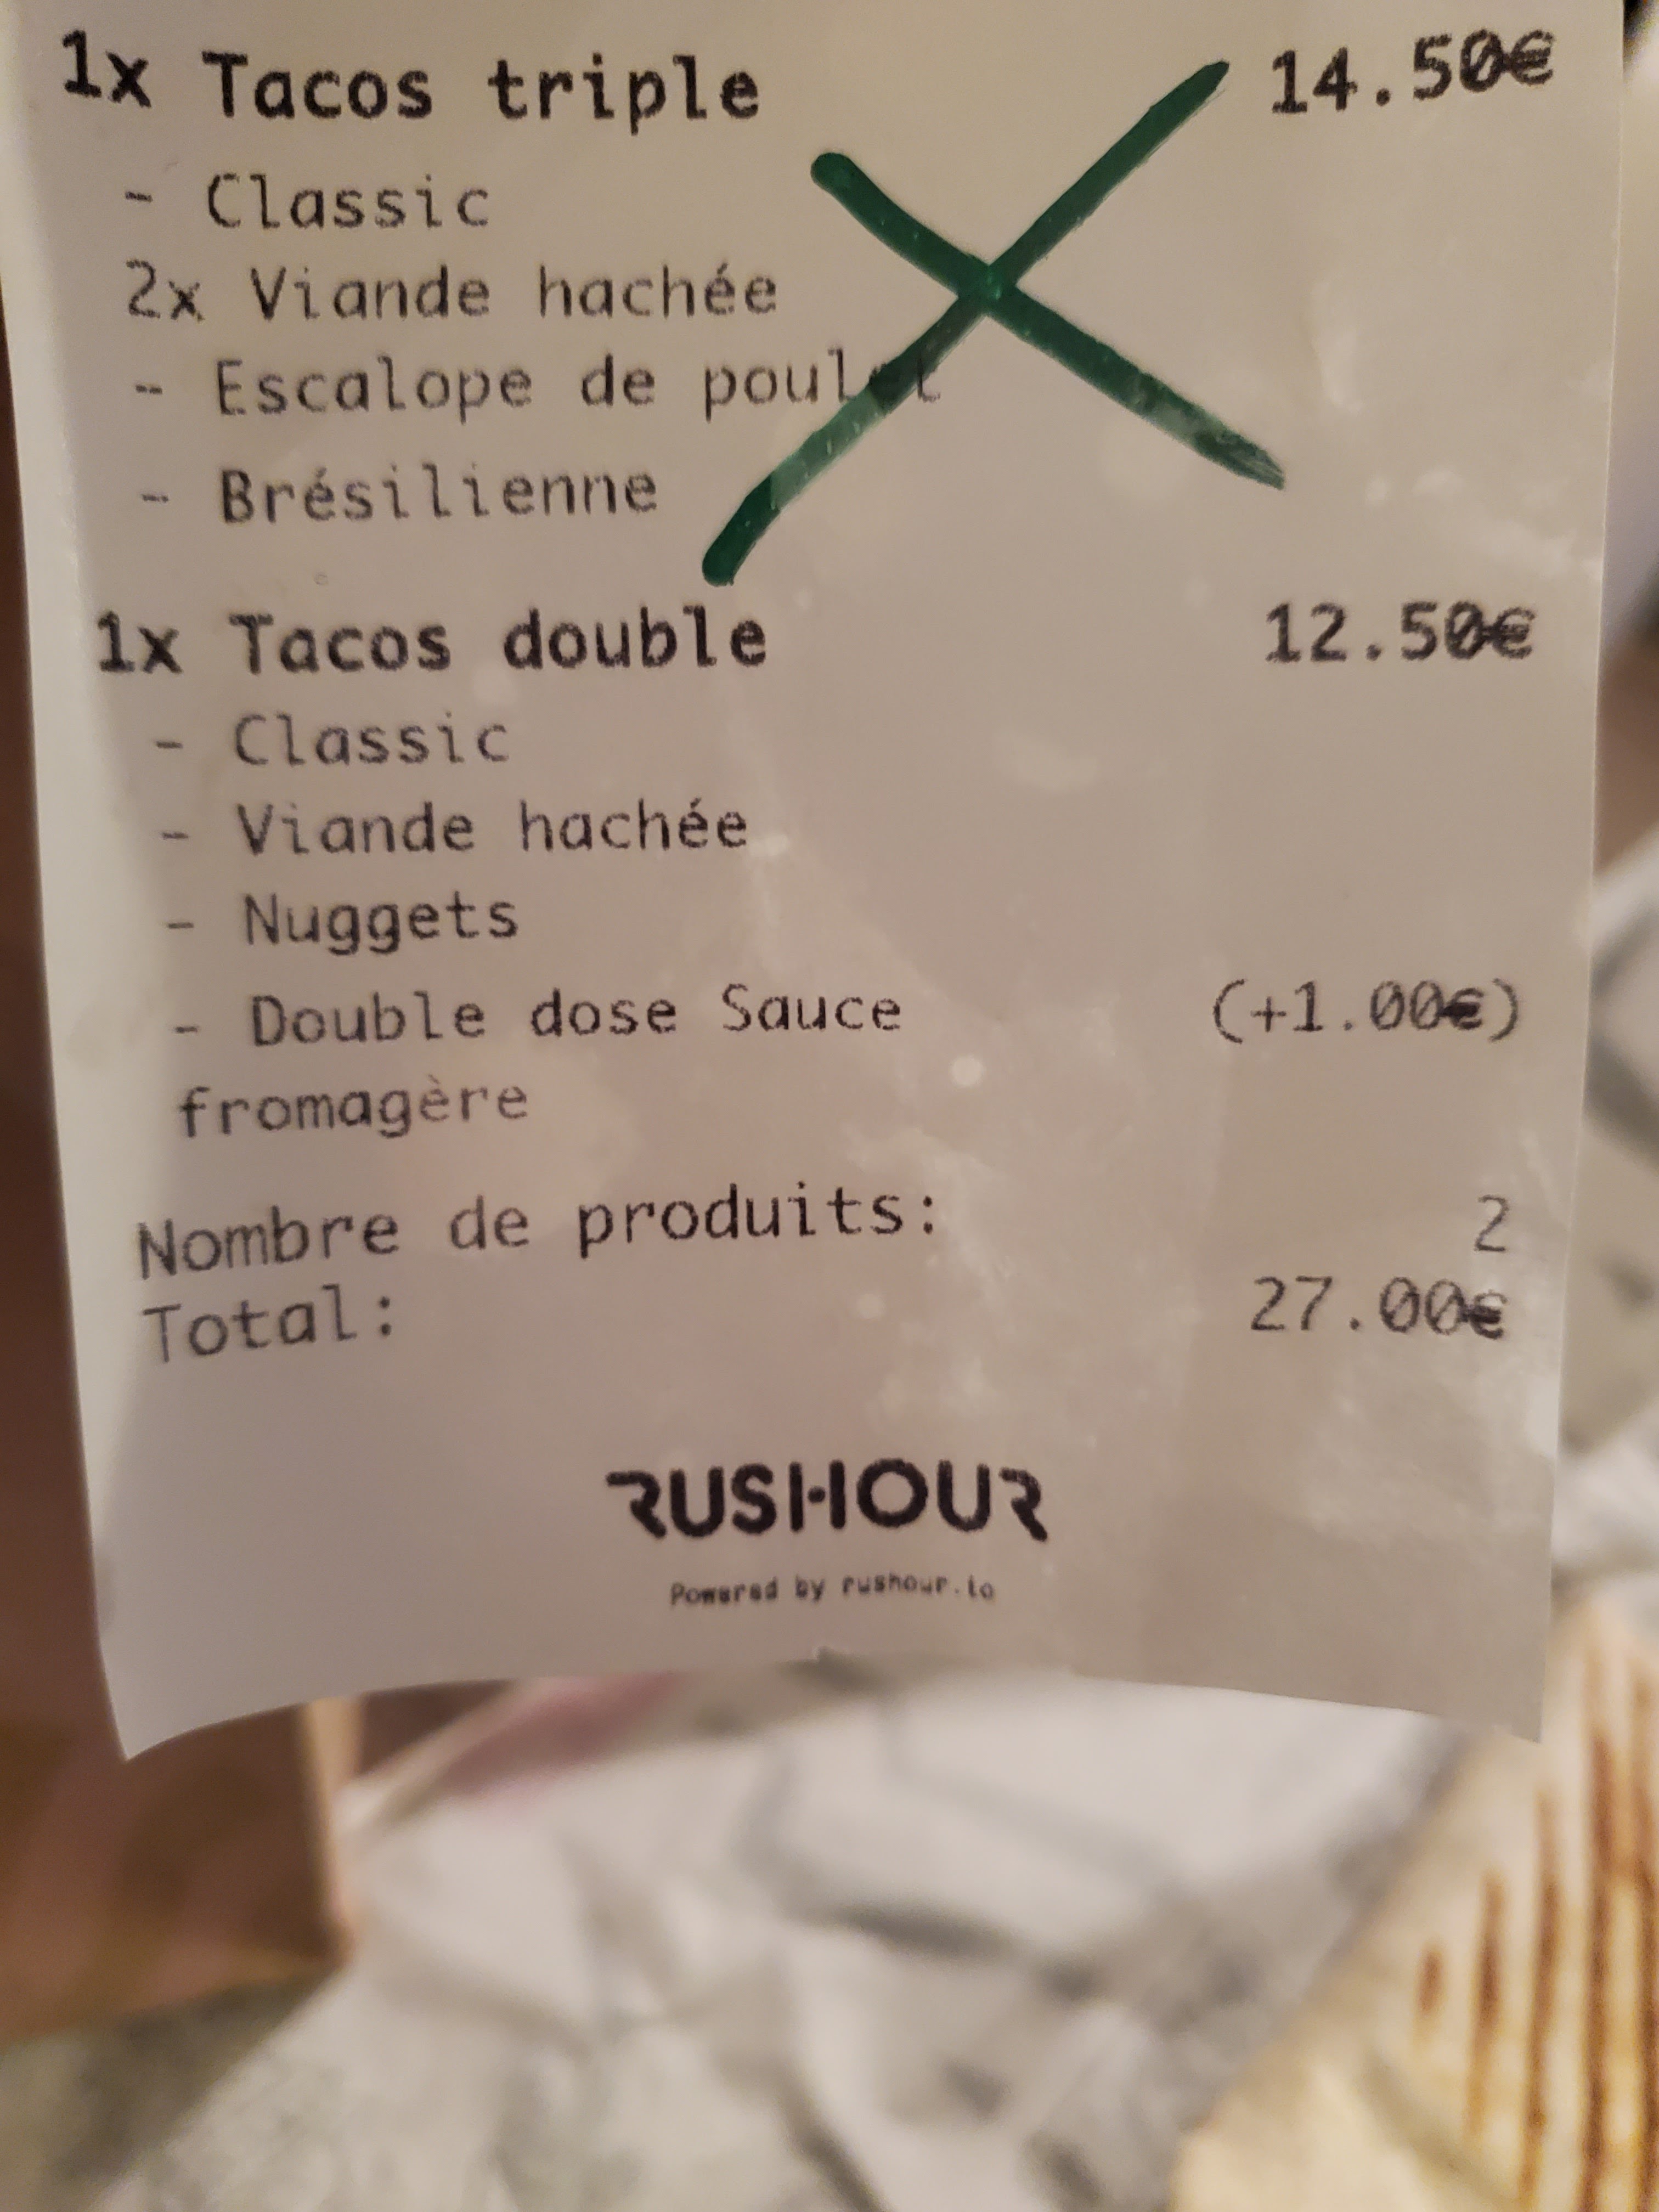 1x Tacos triple 14.50€
- Classic
2x Viande hachée
- Escalope de poulet
- Brésilienne
1x Tacos double 12.50€
- Classic
- Viande hachée
- Nuggets
- Double dose Sauce (+1.00€)
fromagère
Nombre de produits: 2
Total: 27.00€
RUSHOUR
Powered by rushour.io